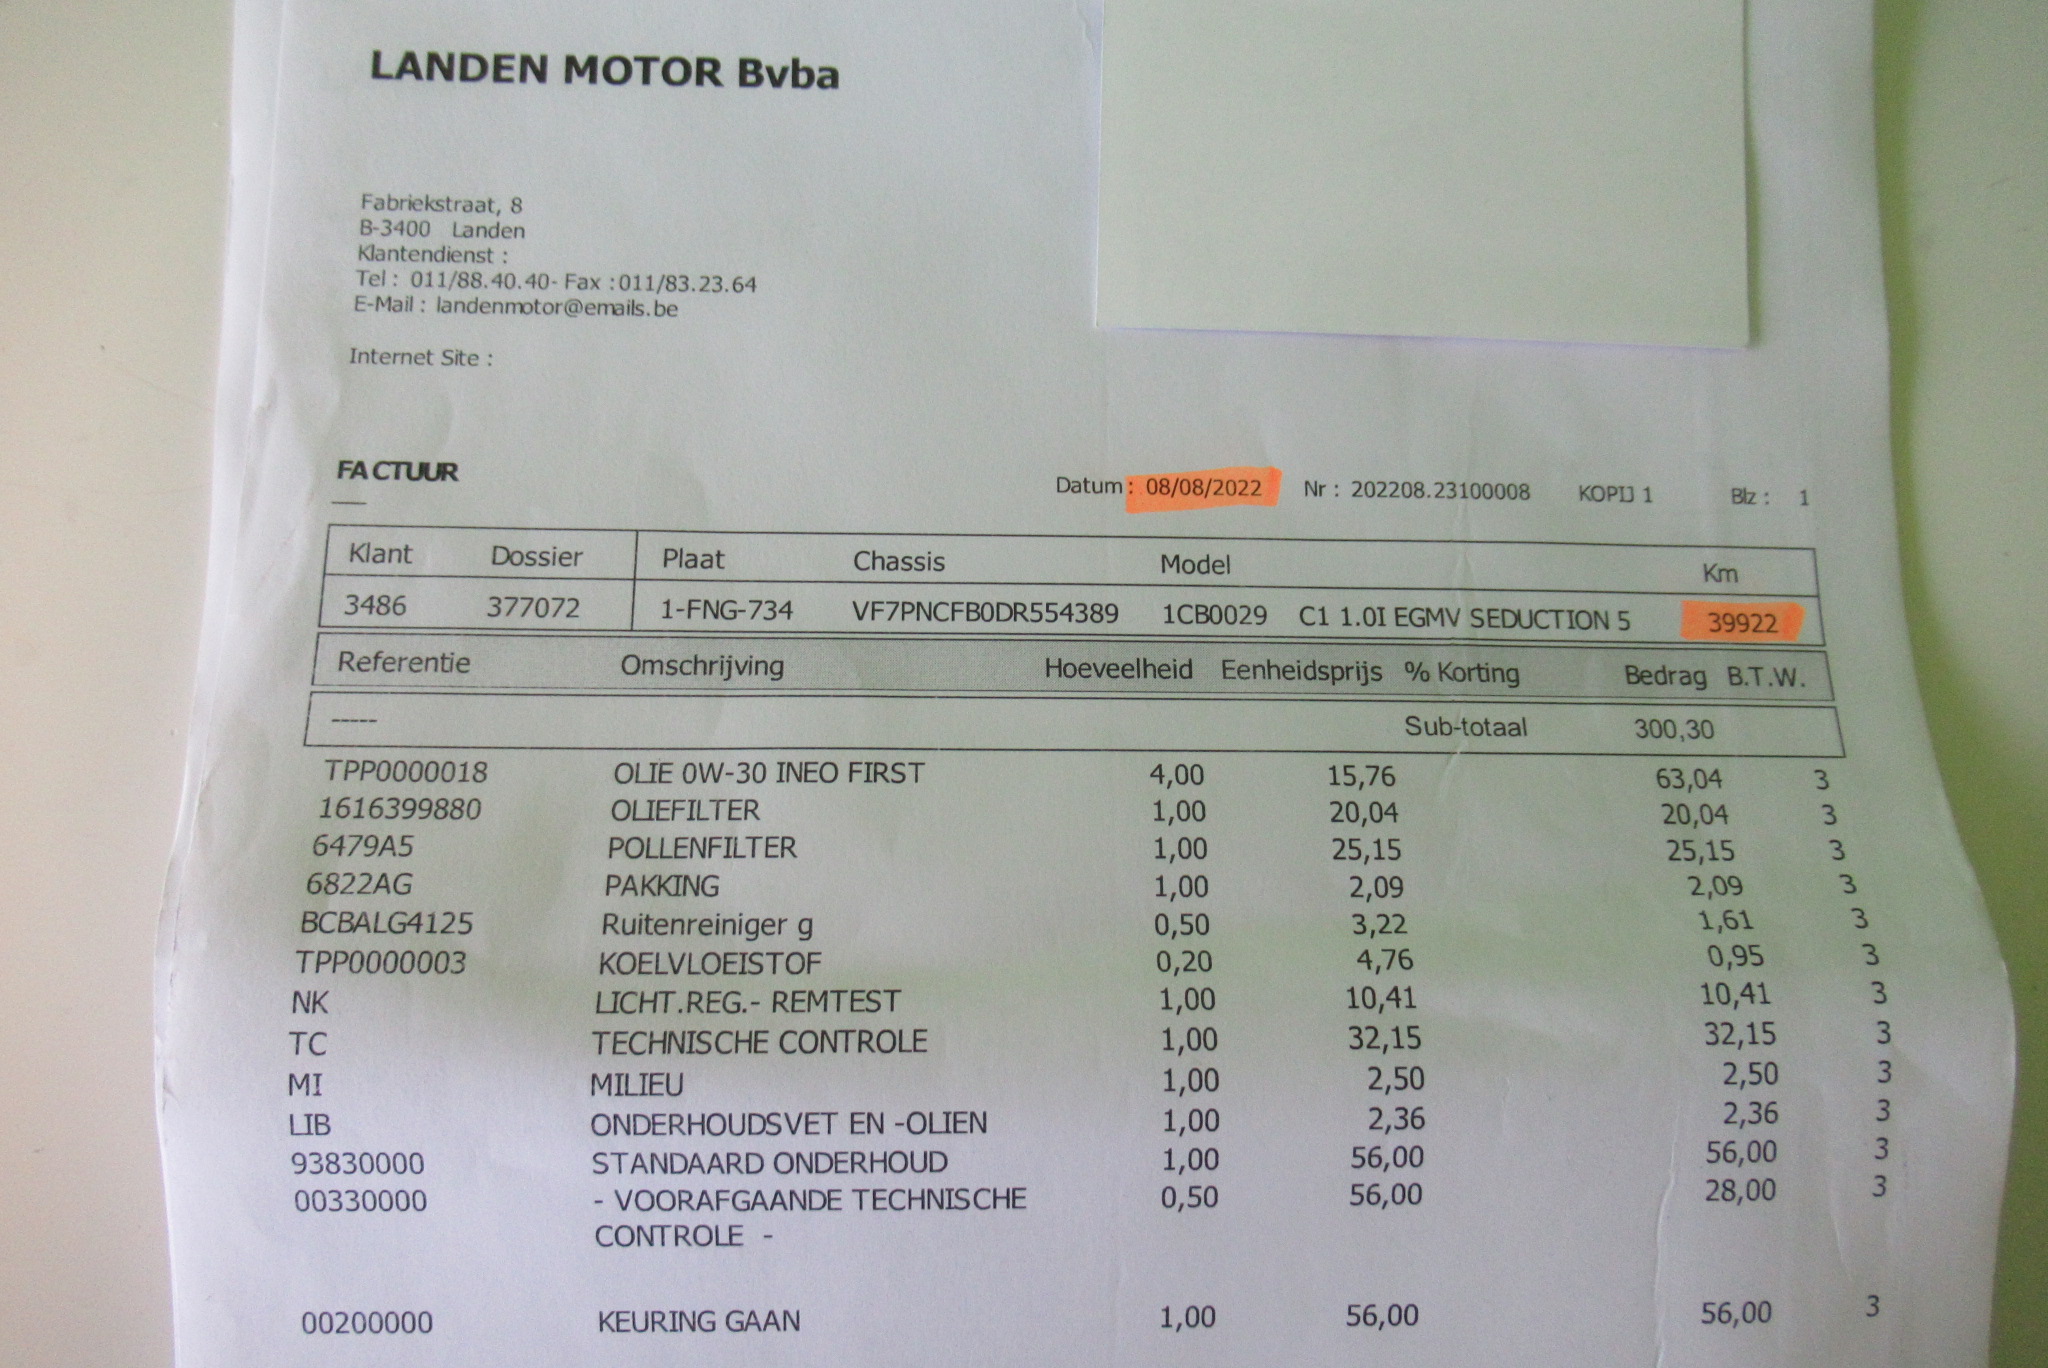 LANDEN MOTOR Bvba
Fabriekstraat, 8
B-3400 Landen
Klantendienst :
Tel : 011/88.40.40- Fax :011/83.23.64
E-Mail : landenmotor@emails.be
Internet Site :
FACTUUR Datum : 08/08/2022 Nr : 202208.23100008 KOPIJ 1 Blz : 1
Klant Dossier Plaat Chassis Model Km
3486 377072 1-FNG-734 VF7PNCFB0DR554389 1CB0029 C1 1.0I EGMV SEDUCTION 5 39922
Referentie Omschrijving Hoeveelheid Eenheidsprijs % Korting Bedrag B.T.W.
----- Sub-totaal 300,30
TPP0000018 OLIE 0W-30 INEO FIRST 4,00 15,76 63,04 3
1616399880 OLIEFILTER 1,00 20,04 20,04 3
6479A5 POLLENFILTER 1,00 25,15 25,15 3
6822AG PAKKING 1,00 2,09 2,09 3
BCBALG4125 Ruitenreiniger g 0,50 3,22 1,61 3
TPP0000003 KOELVLOEISTOF 0,20 4,76 0,95 3
NK LICHT.REG.- REMTEST 1,00 10,41 10,41 3
TC TECHNISCHE CONTROLE 1,00 32,15 32,15 3
MI MILIEU 1,00 2,50 2,50 3
LIB ONDERHOUDSVET EN -OLIEN 1,00 2,36 2,36 3
93830000 STANDAARD ONDERHOUD 1,00 56,00 56,00 3
00330000 - VOORAFGAANDE TECHNISCHE 0,50 56,00 28,00 3
CONTROLE -
00200000 KEURING GAAN 1,00 56,00 56,00 3